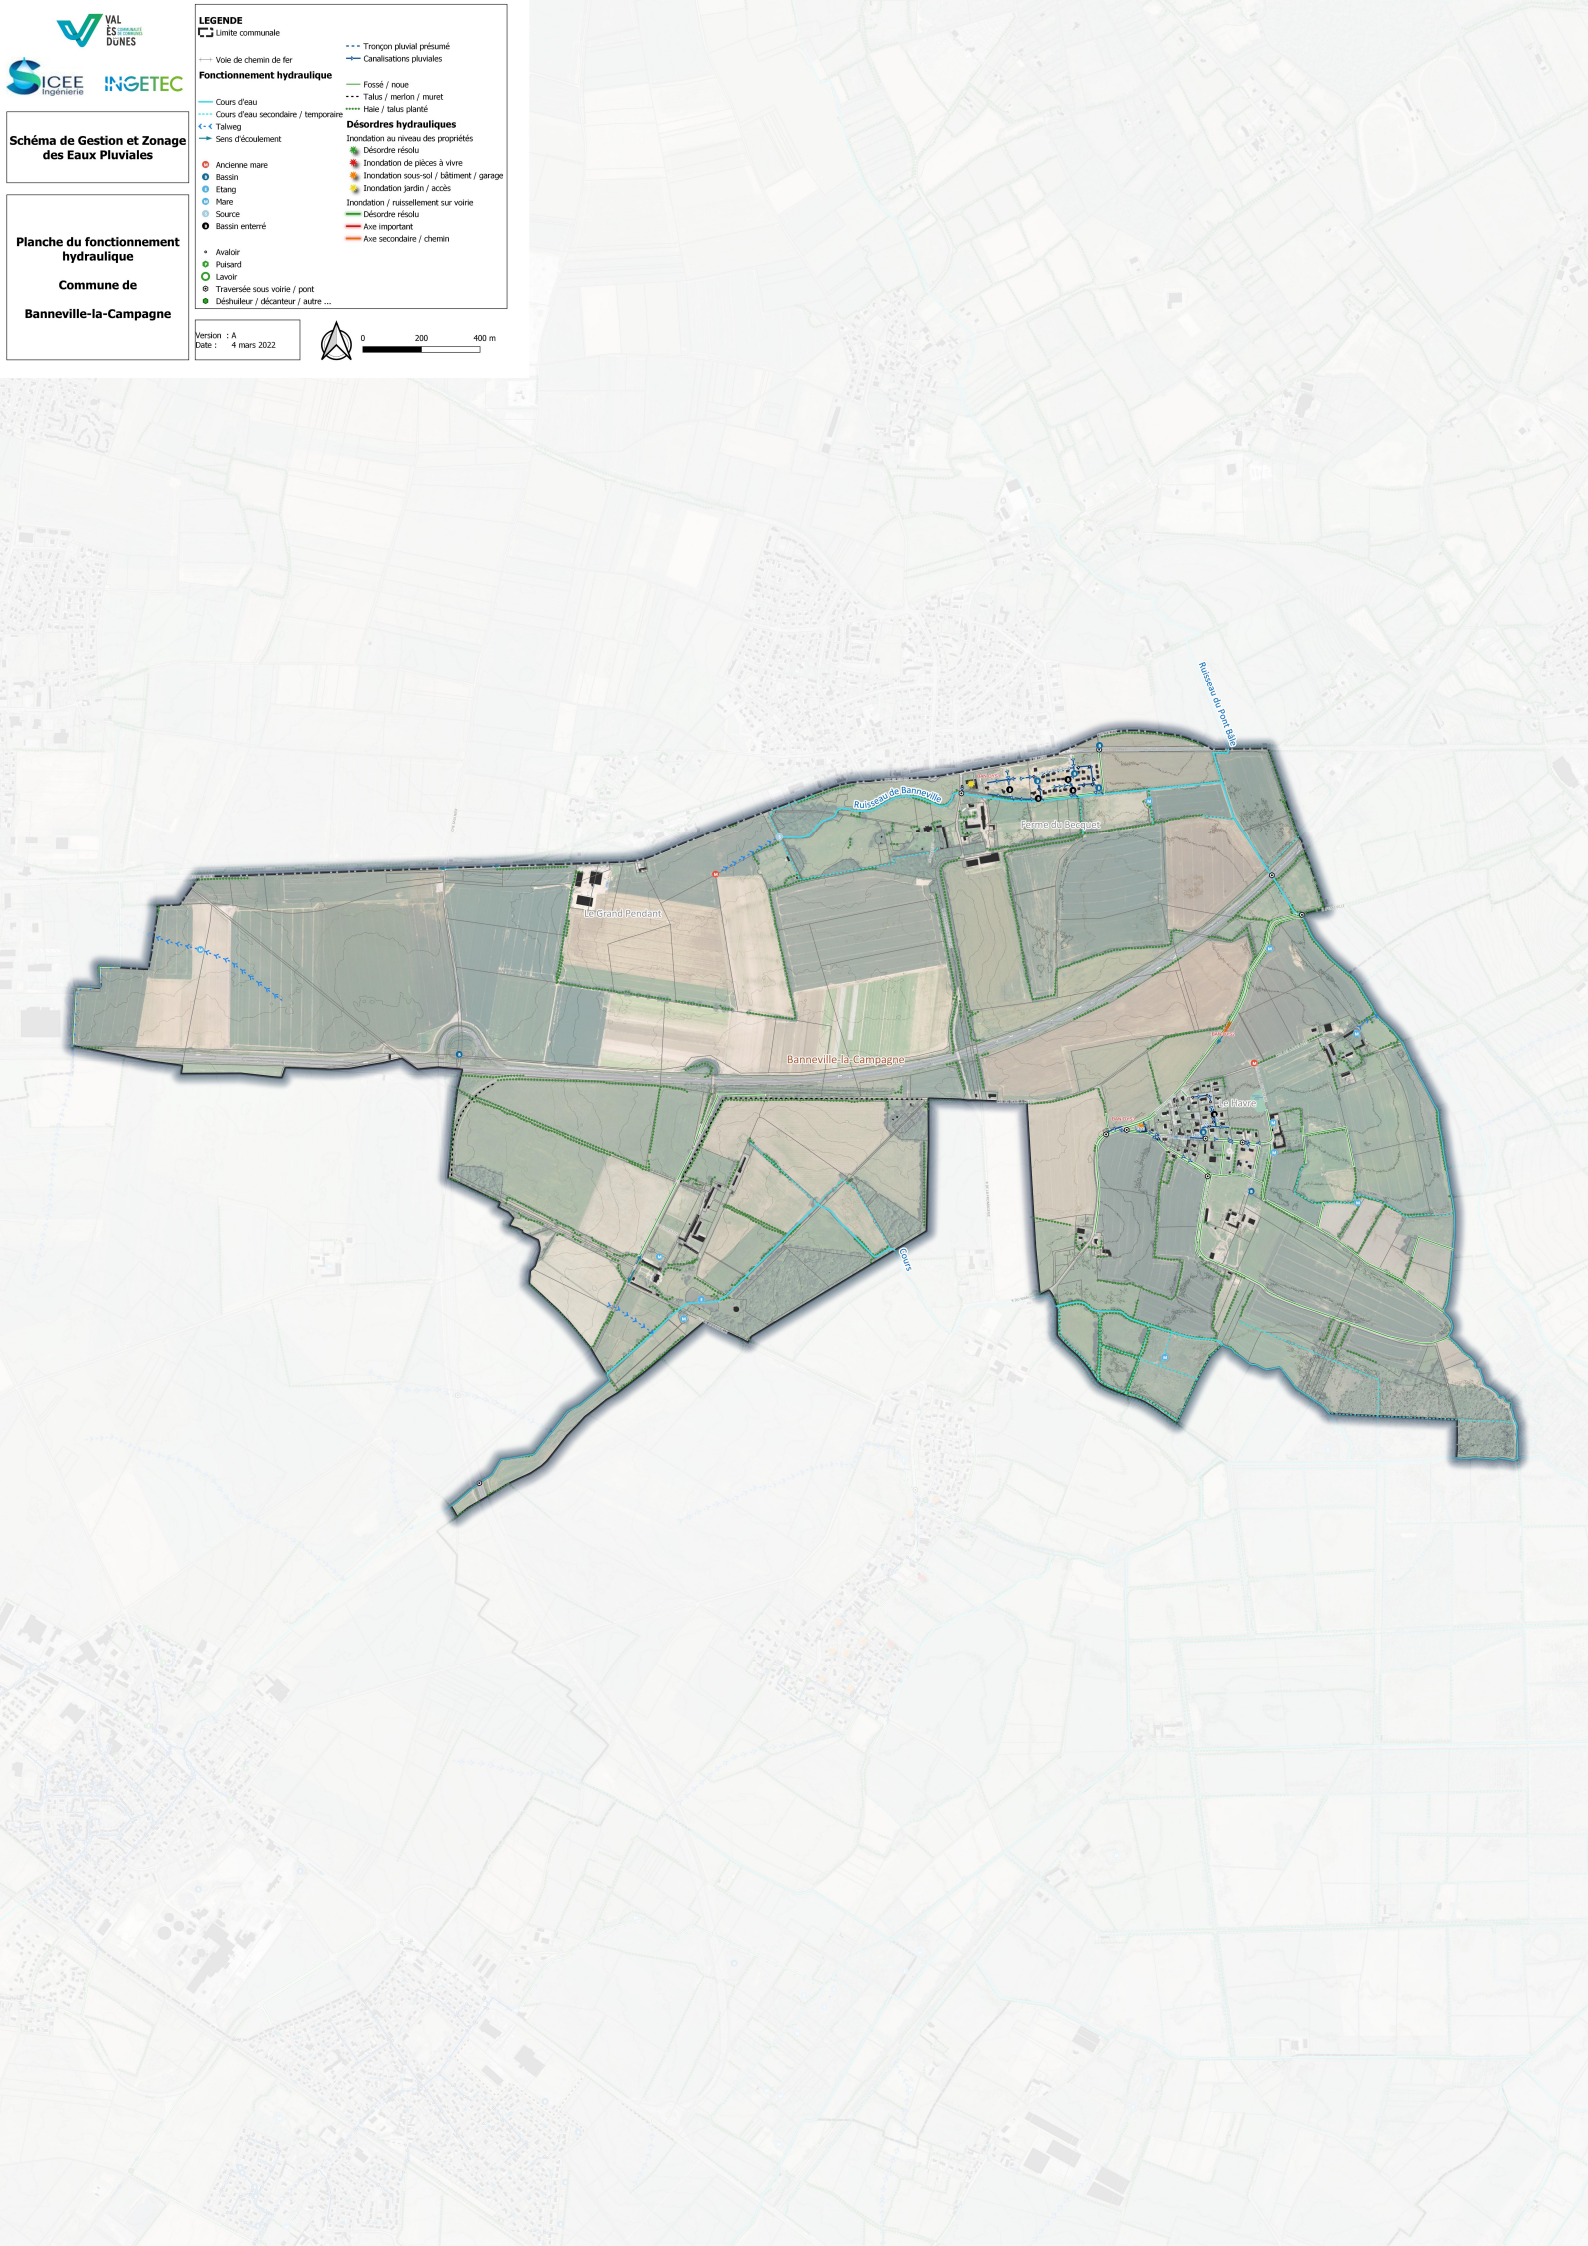 VAL
ÈS COMMUNAUTÉ
DE COMMUNES
DUNES
SICEE
Ingénierie
INGETEC
Schéma de Gestion et Zonage
des Eaux Pluviales
Planche du fonctionnement
hydraulique
Commune de
Banneville-la-Campagne
LEGENDE
Limite communale
Voie de chemin de fer
Fonctionnement hydraulique
Cours d'eau
Cours d'eau secondaire / temporaire
Talweg
Sens d'écoulement
Ancienne mare
Bassin
Etang
Mare
Source
Bassin enterré
Avaloir
Puisard
Lavoir
Traversée sous voirie / pont
Déshuileur / décanteur / autre ...
Tronçon pluvial présumé
Canalisations pluviales
Fossé / noue
Talus / merlon / muret
Haie / talus planté
Désordres hydrauliques
Inondation au niveau des propriétés
Désordre résolu
Inondation de pièces à vivre
Inondation sous-sol / bâtiment / garage
Inondation jardin / accès
Inondation / ruissellement sur voirie
Désordre résolu
Axe important
Axe secondaire / chemin
Version : A
Date : 4 mars 2022
0 200 400 m
Ruisseau du Pont Bâle
Ruisseau de Banneville
Ferme du Becquet
Le Grand Pendant
Banneville-la-Campagne
Le Havre
Cours